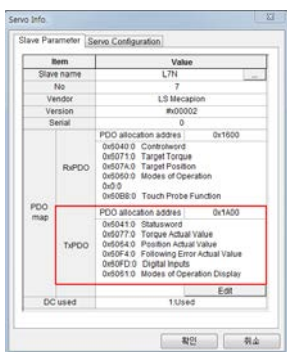 Servo Info.
Slave Parameter Servo Configuration
Item Value
Slave name L7N ...
No 7
Vendor LS Mecapion
Version #x00002
Serial 0
PDO map
RxPDO
PDO allocation addres 0x1600
0x6040:0 Controlword
0x6071:0 Target Torque
0x607A:0 Target Position
0x6060:0 Modes of Operation
0x0:0
0x60B8:0 Touch Probe Function
TxPDO
PDO allocation addres 0x1A00
0x6041:0 Statusword
0x6077:0 Torque Actual Value
0x6064:0 Position Actual Value
0x60F4:0 Following Error Actual Value
0x60FD:0 Digital Inputs
0x6061:0 Modes of Operation Display
Edit
DC used 1:Used
확인 취소